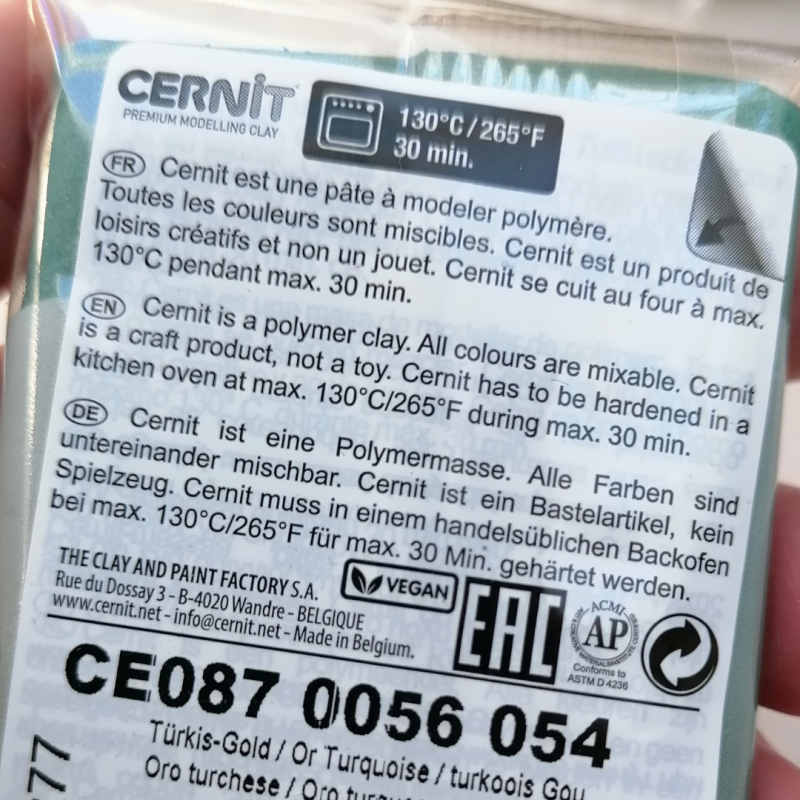 CERNiT
PREMIUM MODELLING CLAY
130°C/265°F
30 min.
FR Cernit est une pâte à modeler polymère.
Toutes les couleurs sont miscibles. Cernit est un produit de
loisirs créatifs et non un jouet. Cernit se cuit au four à max.
130°C pendant max. 30 min.
EN Cernit is a polymer clay. All colours are mixable. Cernit
is a craft product, not a toy. Cernit has to be hardened in a
kitchen oven at max. 130°C/265°F during max. 30 min.
DE Cernit ist eine Polymermasse. Alle Farben sind
untereinander mischbar. Cernit ist ein Bastelartikel, kein
Spielzeug. Cernit muss in einem handelsüblichen Backofen
bei max. 130°C/265°F für max. 30 Min. gehärtet werden.
THE CLAY AND PAINT FACTORY S.A.
Rue du Dossay 3 - B-4020 Wandre - BELGIQUE
www.cernit.net - info@cernit.net - Made in Belgium.
VEGAN
EAC
ACMI
AP
Conforms to
ASTM D 4236
CE087 0056 054
Türkis-Gold / Or Turquoise / turkoois Gou
Oro turchese / Oro
77